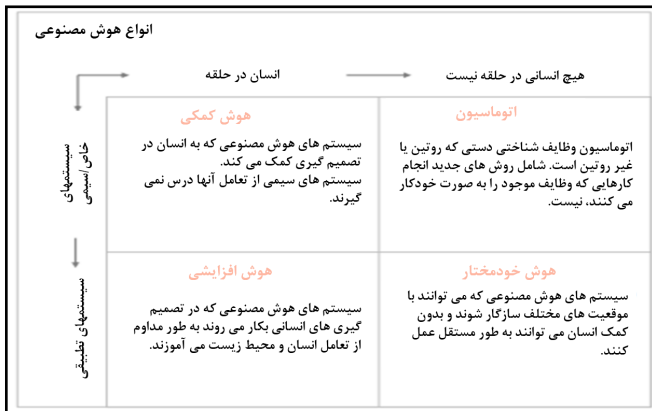 انواع هوش مصنوعی
انسان در حلقه
هیچ انسانی در حلقه نیست
سیستمهای
خاص/سیمی
هوش کمکی
سیستم های هوش مصنوعی که به انسان در
تصمیم گیری کمک می کند.
سیستم های سیمی از تعامل آنها درس نمی
گیرند.
اتوماسیون
اتوماسیون وظایف شناختی دستی که روتین یا
غیر روتین است. شامل روش های جدید انجام
کارهایی که وظایف موجود را به صورت خودکار
می کنند، نیست.
سیستمهای تطبیقی
هوش افزایشی
سیستم های هوش مصنوعی که در تصمیم
گیری های انسانی بکار می روند به طور مداوم
از تعامل انسان و محیط زیست می آموزند.
هوش خودمختار
سیستم های هوش مصنوعی که می توانند با
موقعیت های مختلف سازگار شوند و بدون
کمک انسان می توانند به طور مستقل عمل
کنند.